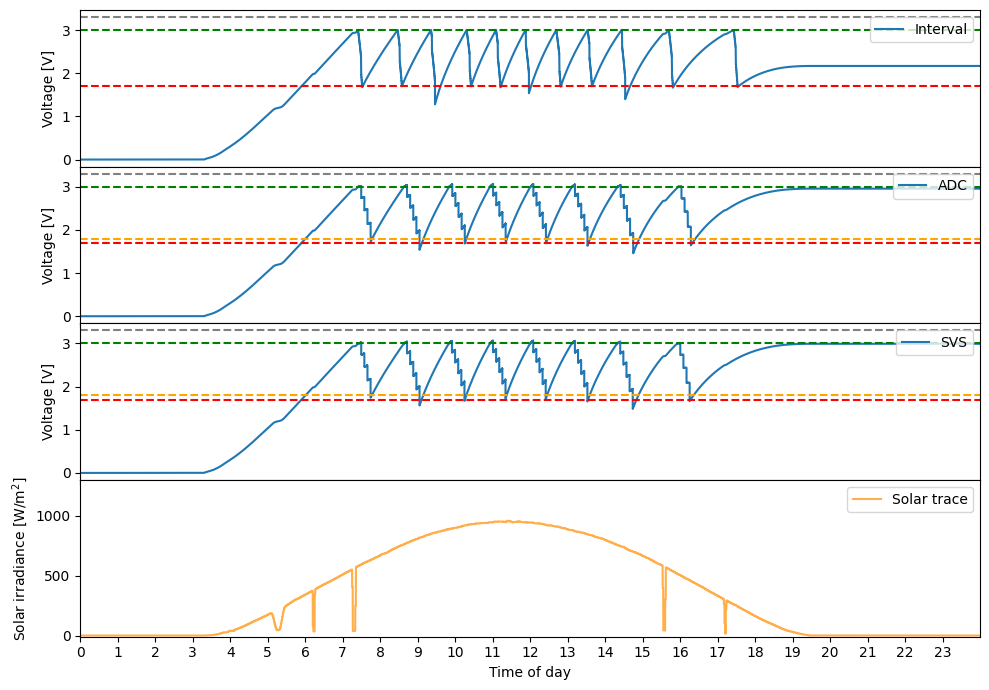 Voltage [V]
3
2
1
0
Interval
Voltage [V]
3
2
1
0
ADC
Voltage [V]
3
2
1
0
SVS
Solar irradiance [W/m²]
1000
500
0
Solar trace
0 1 2 3 4 5 6 7 8 9 10 11 12 13 14 15 16 17 18 19 20 21 22 23
Time of day